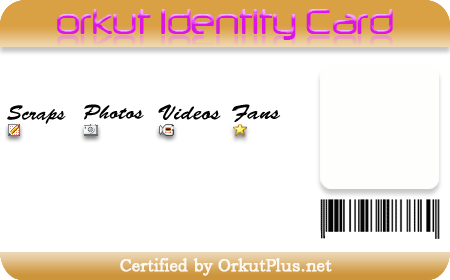 orkut Identity Card
Scraps Photos Videos Fans
Certified by OrkutPlus.net